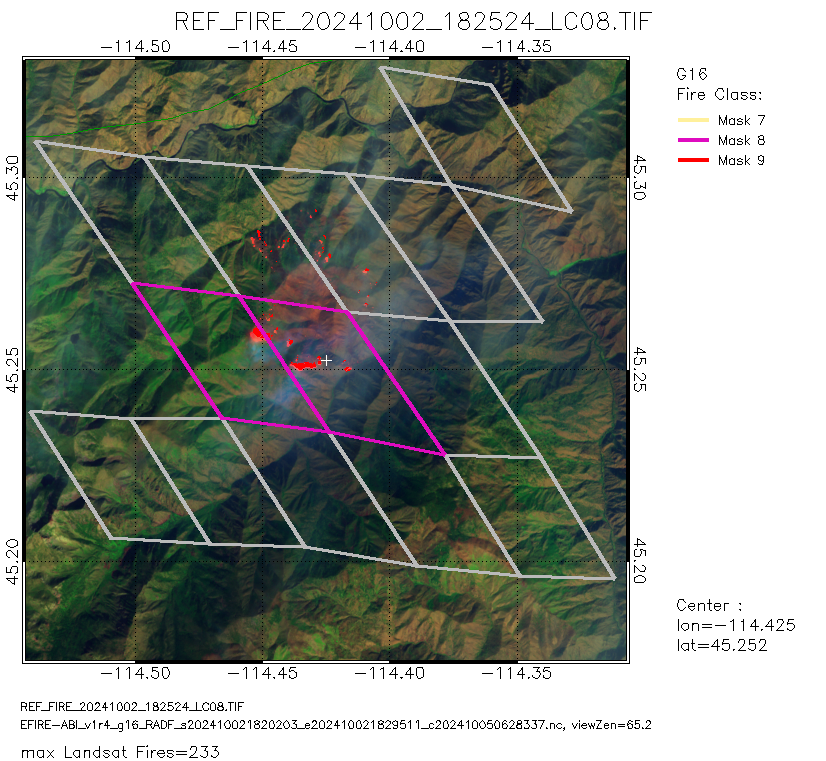 REF_FIRE_20241002_182524_LC08.TIF
−114.50 −114.45 −114.40 −114.35
G16
Fire Class:
Mask 7
Mask 8
Mask 9
45.30 45.30
45.25 45.25
45.20 45.20
Center :
lon=−114.425
lat=45.252
−114.50 −114.45 −114.40 −114.35
REF_FIRE_20241002_182524_LC08.TIF
EFIRE−ABI_v1r4_g16_RADF_s202410021820203_e202410021829511_c202410050628337.nc, viewZen=65.2
max Landsat Fires=233